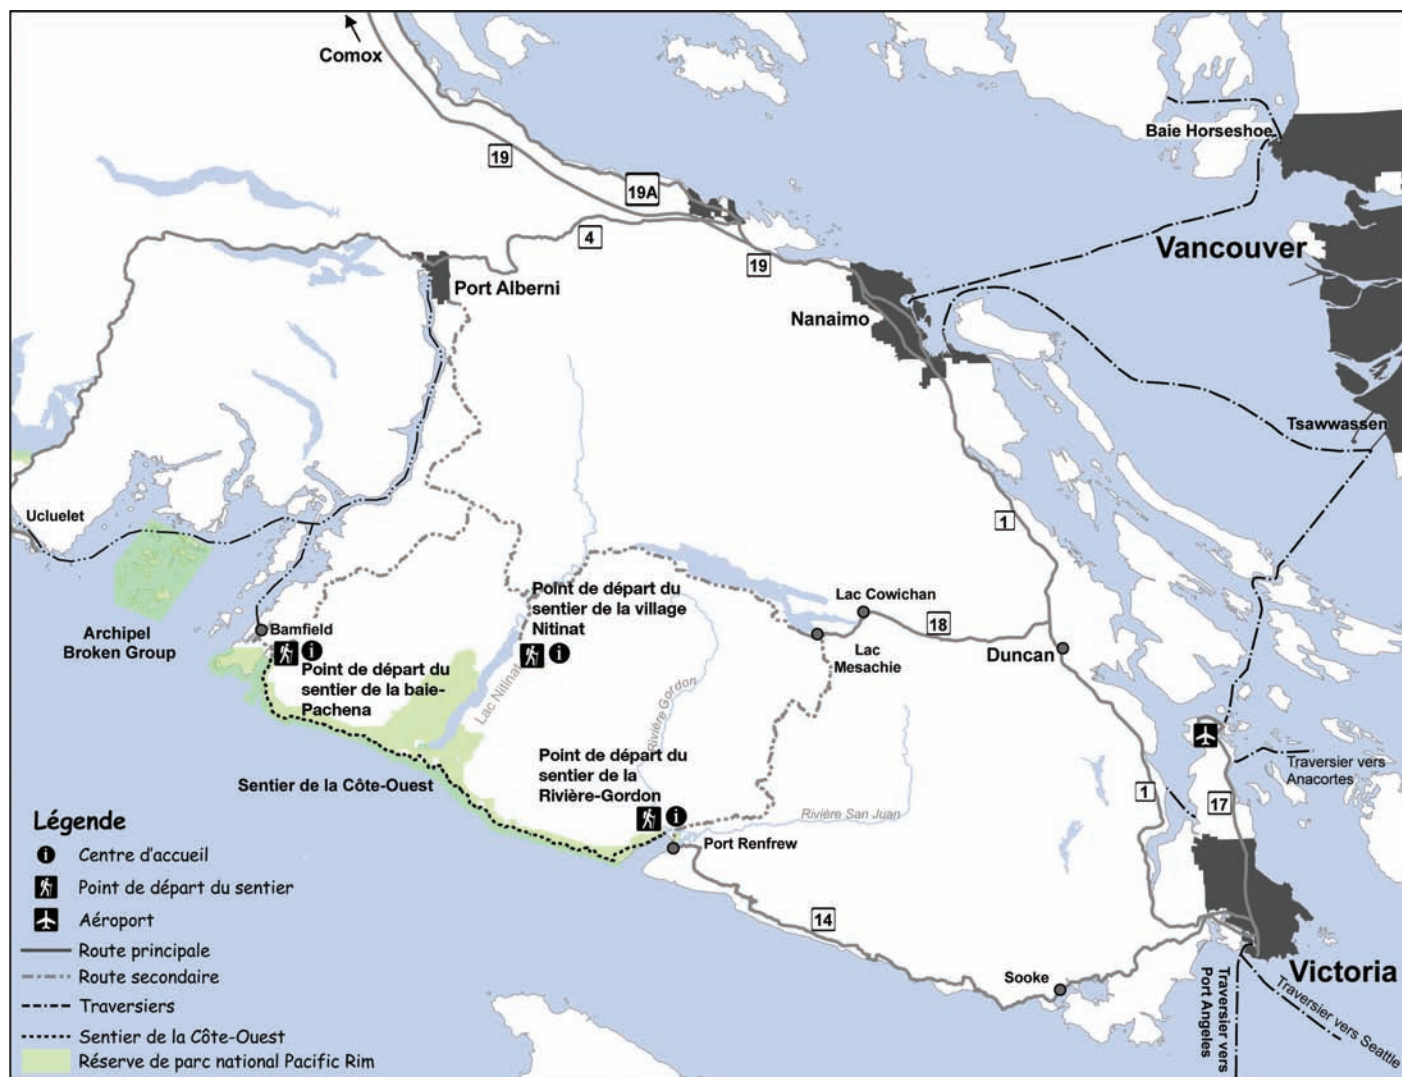 Comox
19
19A
4
19
Baie Horseshoe
Vancouver
Port Alberni
Nanaimo
Tsawwassen
Ucluelet
1
Archipel
Broken Group
Bamfield
Point de départ du
sentier de la baie-
Pachena
Point de départ du
sentier de la village
Nitinat
Lac Nitinat
Rivière Gordon
Lac Cowichan
18
Lac
Mesachie
Duncan
Sentier de la Côte-Ouest
Point de départ du
sentier de la
Rivière-Gordon
Rivière San Juan
Port Renfrew
1
17
Traversier vers
Anacortes
14
Sooke
Victoria
Traversier vers
Port Angeles
Traversier vers Seattle
Légende
Centre d'accueil
Point de départ du sentier
Aéroport
Route principale
Route secondaire
Traversiers
Sentier de la Côte-Ouest
Réserve de parc national Pacific Rim